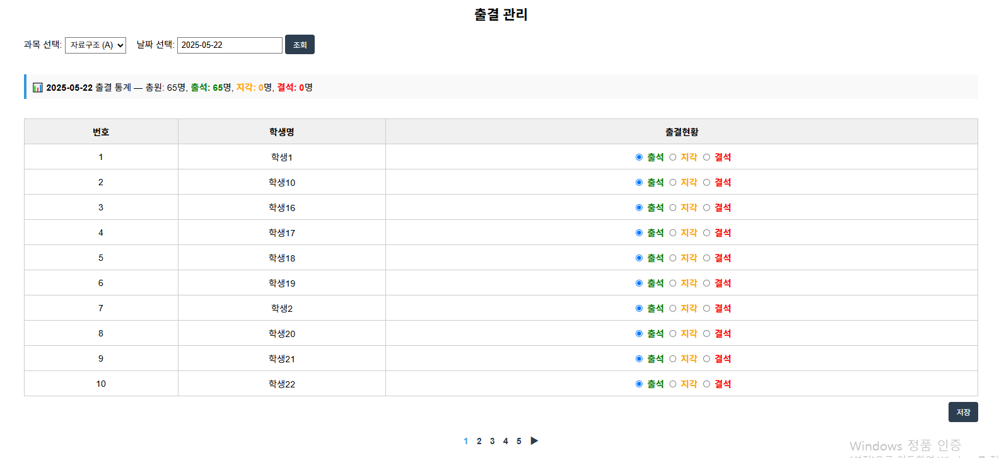 출결 관리
과목 선택: 자료구조 (A) 날짜 선택: 2025-05-22 조회
2025-05-22 출결 통계 — 총원: 65명, 출석: 65명, 지각: 0명, 결석: 0명
번호 학생명 출결현황
1 학생1 출석 지각 결석
2 학생10 출석 지각 결석
3 학생16 출석 지각 결석
4 학생17 출석 지각 결석
5 학생18 출석 지각 결석
6 학생19 출석 지각 결석
7 학생2 출석 지각 결석
8 학생20 출석 지각 결석
9 학생21 출석 지각 결석
10 학생22 출석 지각 결석
저장
1 2 3 4 5 ▶
Windows 정품 인증